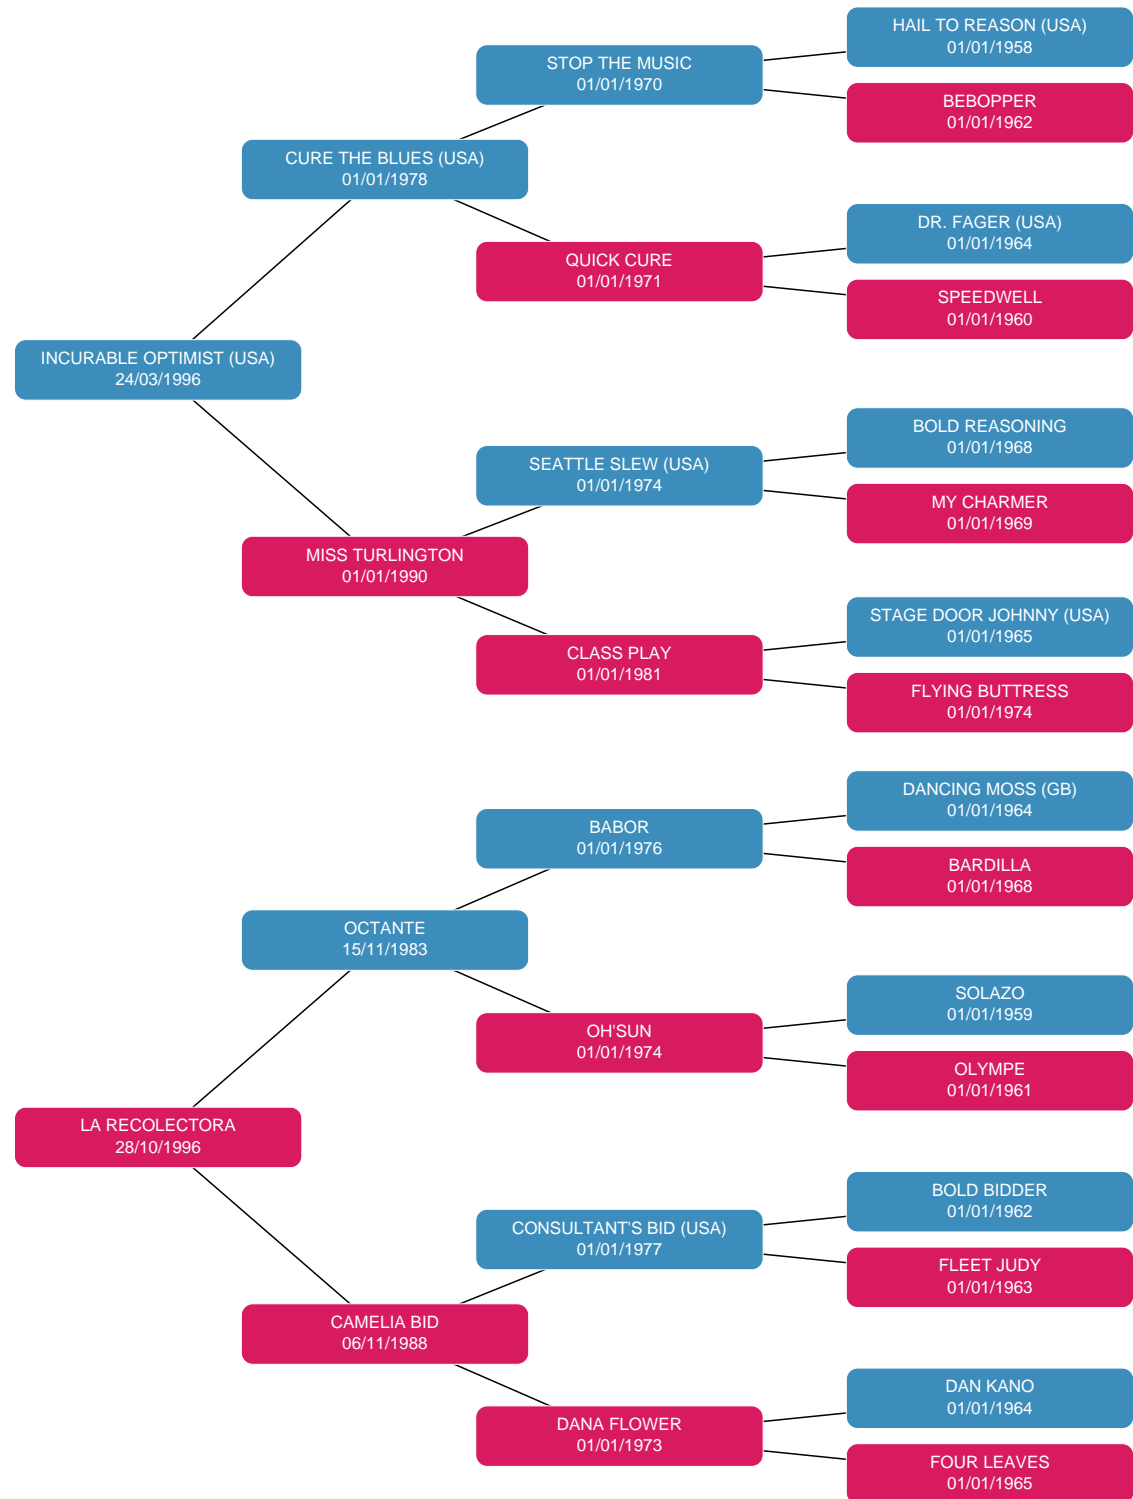 HAIL TO REASON (USA)
01/01/1958
STOP THE MUSIC
01/01/1970
BEBOPPER
01/01/1962
CURE THE BLUES (USA)
01/01/1978
DR. FAGER (USA)
01/01/1964
QUICK CURE
01/01/1971
SPEEDWELL
01/01/1960
INCURABLE OPTIMIST (USA)
24/03/1996
BOLD REASONING
01/01/1968
SEATTLE SLEW (USA)
01/01/1974
MY CHARMER
01/01/1969
MISS TURLINGTON
01/01/1990
STAGE DOOR JOHNNY (USA)
01/01/1965
CLASS PLAY
01/01/1981
FLYING BUTTRESS
01/01/1974
DANCING MOSS (GB)
01/01/1964
BABOR
01/01/1976
BARDILLA
01/01/1968
OCTANTE
15/11/1983
SOLAZO
01/01/1959
OH'SUN
01/01/1974
OLYMPE
01/01/1961
LA RECOLECTORA
28/10/1996
BOLD BIDDER
01/01/1962
CONSULTANT'S BID (USA)
01/01/1977
FLEET JUDY
01/01/1963
CAMELIA BID
06/11/1988
DAN KANO
01/01/1964
DANA FLOWER
01/01/1973
FOUR LEAVES
01/01/1965